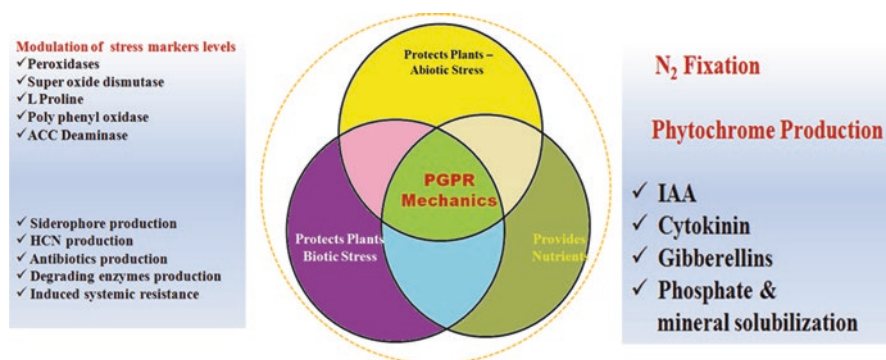 Modulation of stress markers levels
✓Peroxidases
✓Super oxide dismutase
✓L Proline
✓Poly phenyl oxidase
✓ACC Deaminase
✓Siderophore production
✓HCN production
✓Antibiotics production
✓Degrading enzymes production
✓Induced systemic resistance
Protects Plants –
Abiotic Stress
PGPR
Mechanics
Protects Plants
Biotic Stress
Provides
Nutrients
N₂ Fixation
Phytochrome Production
✓ IAA
✓ Cytokinin
✓ Gibberellins
✓ Phosphate &
mineral solubilization